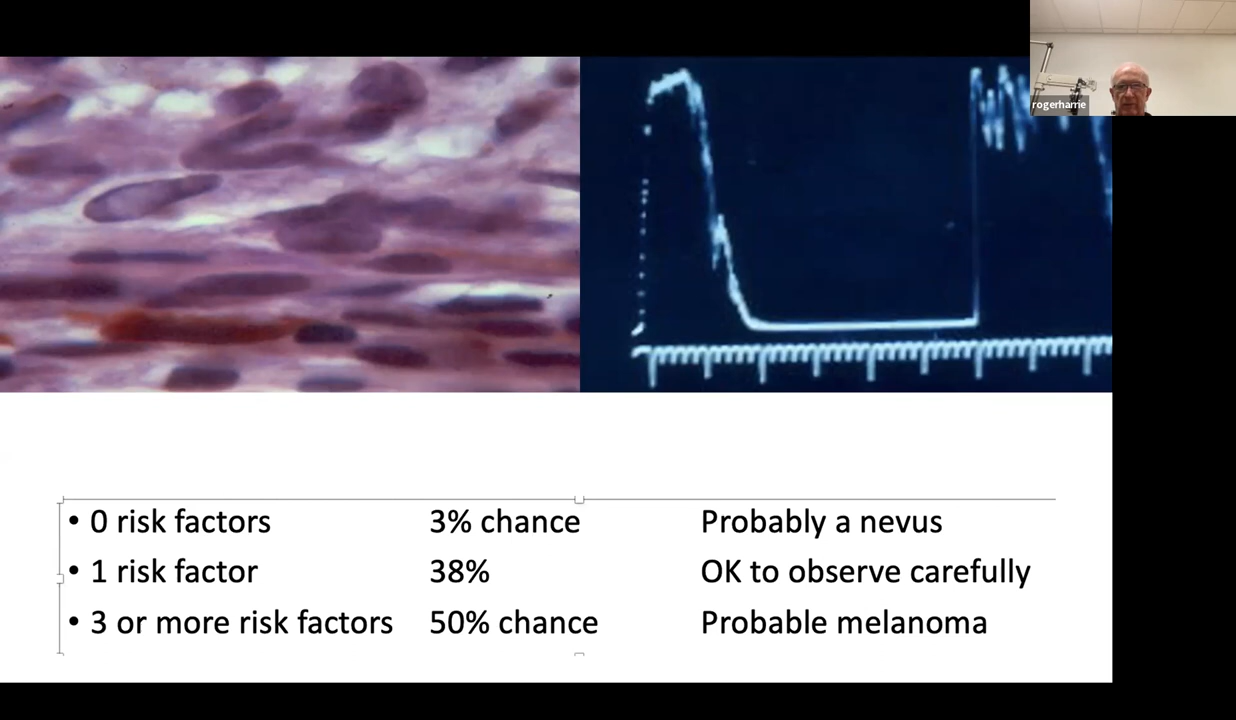 rogerharrie
• 0 risk factors 3% chance Probably a nevus
• 1 risk factor 38% OK to observe carefully
• 3 or more risk factors 50% chance Probable melanoma